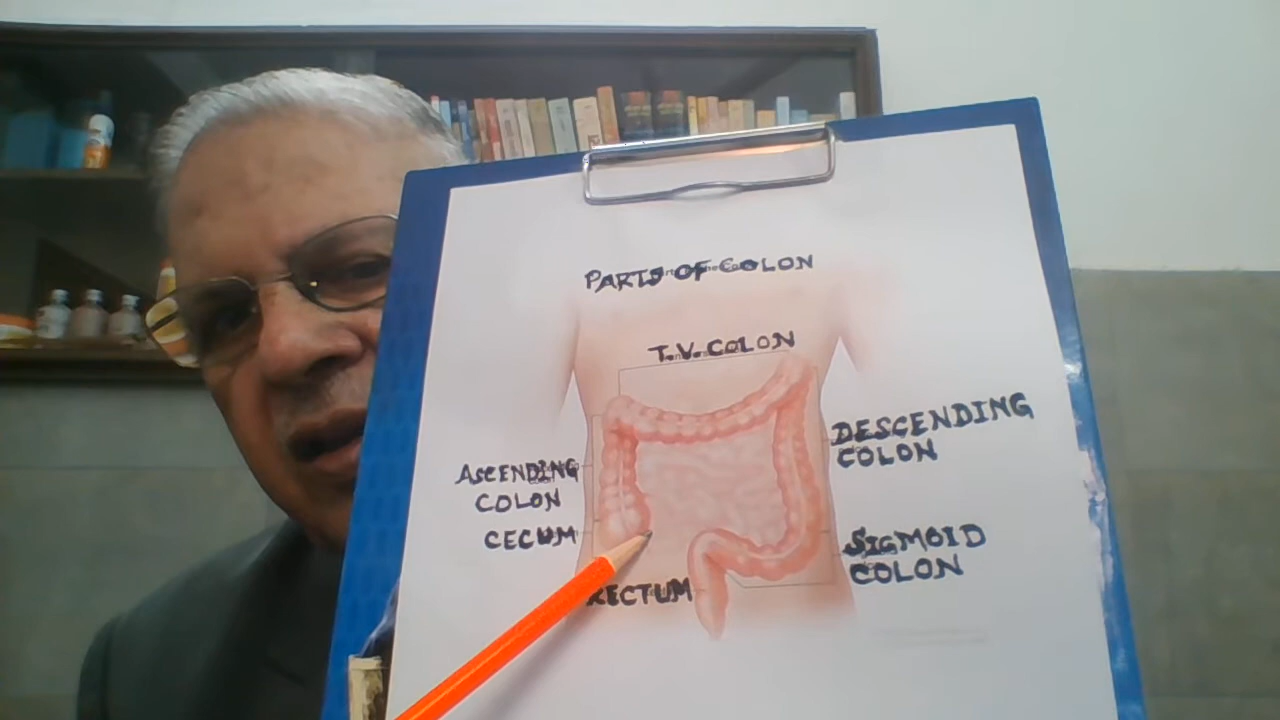 PARTS OF COLON
T.V. COLON
ASCENDING
COLON
CECUM
RECTUM
DESCENDING
COLON
SIGMOID
COLON